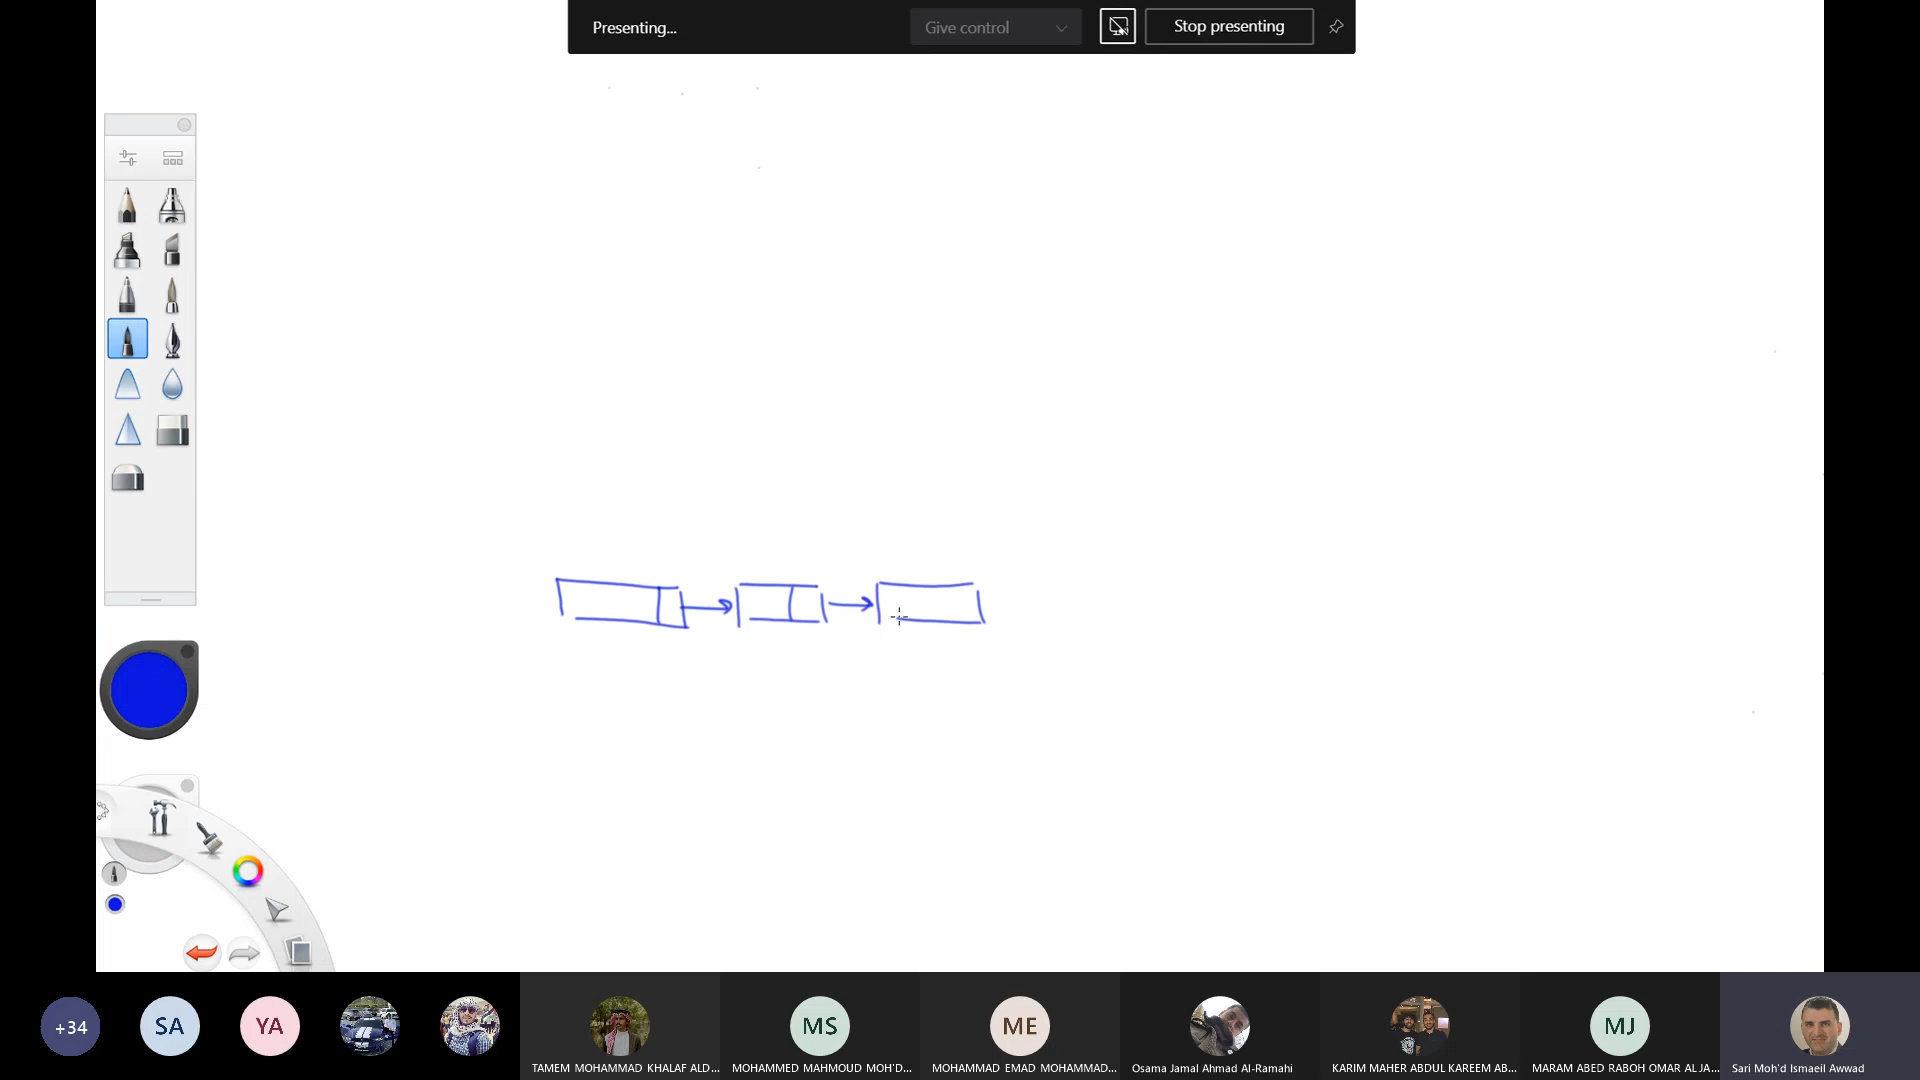 Presenting...
Give control
Stop presenting
+34
SA
YA
MS
ME
MJ
TAMEM MOHAMMAD KHALAF ALD...
MOHAMMED MAHMOUD MOH'D...
MOHAMMAD EMAD MOHAMMAD...
Osama Jamal Ahmad Al-Ramahi
KARIM MAHER ABDUL KAREEM AB...
MARAM ABED RABOH OMAR AL JA...
Sari Moh'd Ismaeil Awwad